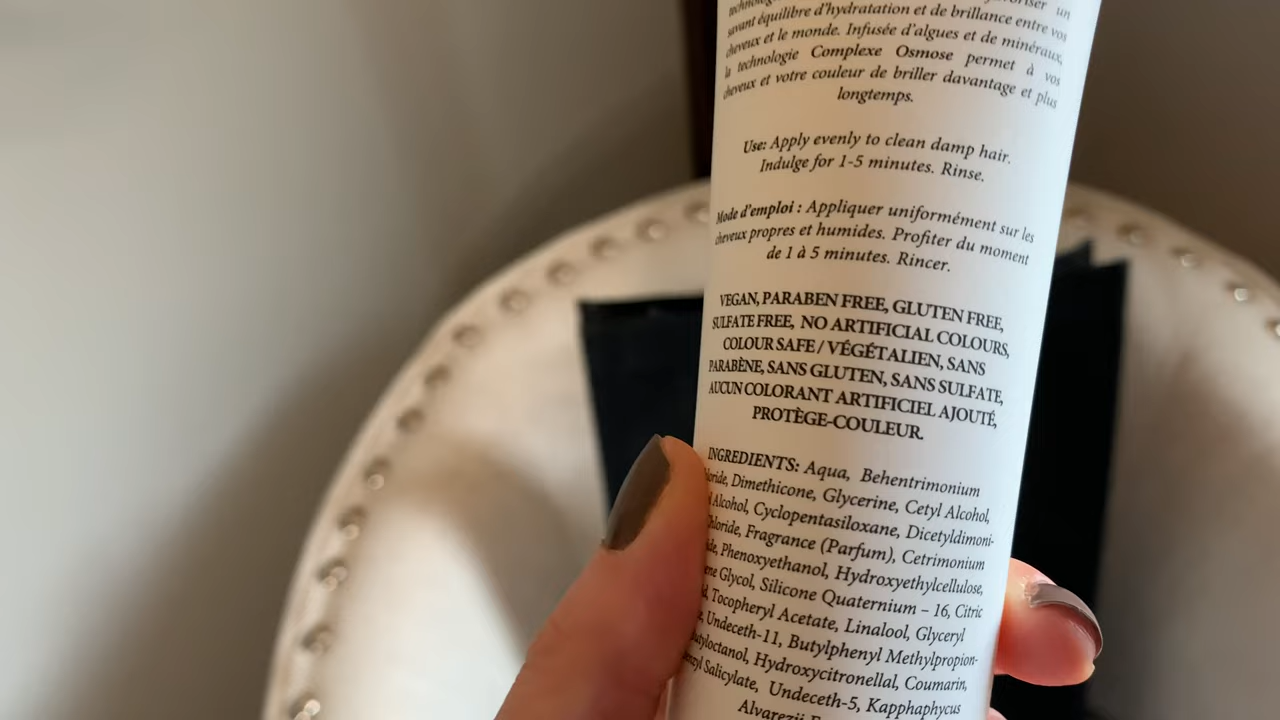 savant équilibre d'hydratation et de brillance entre vos
cheveux et le monde. Infusée d'algues et de minéraux,
la technologie Complexe Osmose permet à vos
cheveux et votre couleur de briller davantage et plus
longtemps.
Use: Apply evenly to clean damp hair.
Indulge for 1-5 minutes. Rinse.
Mode d'emploi : Appliquer uniformément sur les
cheveux propres et humides. Profiter du moment
de 1 à 5 minutes. Rincer.
VEGAN, PARABEN FREE, GLUTEN FREE,
SULFATE FREE, NO ARTIFICIAL COLOURS,
COLOUR SAFE / VÉGÉTALIEN, SANS
PARABÈNE, SANS GLUTEN, SANS SULFATE,
AUCUN COLORANT ARTIFICIEL AJOUTÉ,
PROTÈGE-COULEUR.
INGREDIENTS: Aqua, Behentrimonium
Dimethicone, Glycerine, Cetyl Alcohol,
Alcohol, Cyclopentasiloxane, Dicetyldimoni-
Fragrance (Parfum), Cetrimonium
Phenoxyethanol, Hydroxyethylcellulose,
Glycol, Silicone Quaternium – 16, Citric
Tocopheryl Acetate, Linalool, Glyceryl
Undeceth-11, Butylphenyl Methylpropion-
Hydroxycitronellal, Coumarin,
Salicylate, Undeceth-5, Kapphaphycus
Alvarezii